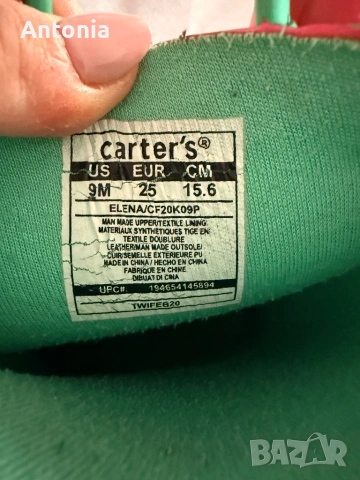 Antonia
carter's®
US EUR CM
9M 25 15.6
ELENA/CF20K09P
MAN MADE UPPER/TEXTILE LINING
MATERIAUX SYNTHETIQUES TIGE EN
TEXTILE DOUBLURE
LEATHER/MAN MADE OUTSOLE/
CUIR/SEMELLE EXTERIEURE PU
MADE IN CHINA / HECHO EN CHINA
FABRIQUE EN CHINE
DIBUAT DI CINA
UPC#: 194654145894
TWIFEB20
BAZAR